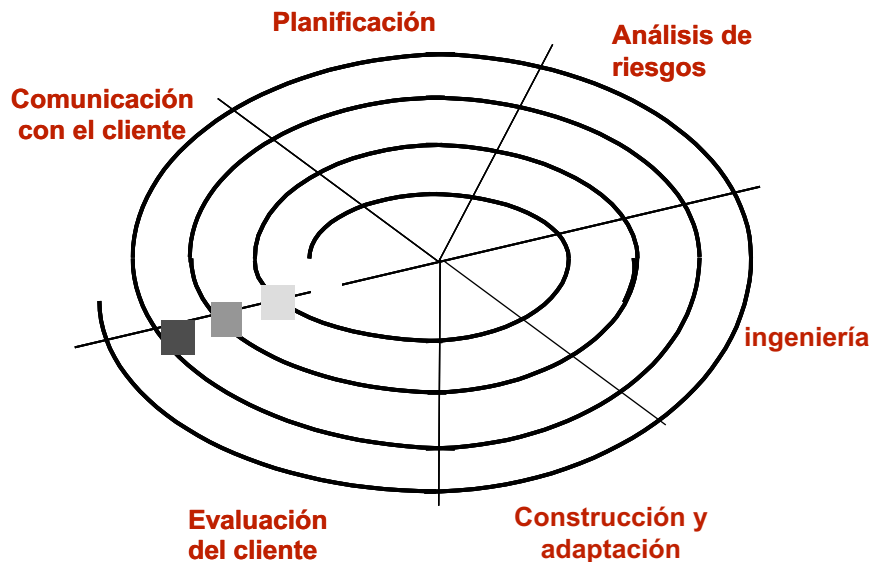 Planificación
Análisis de
riesgos
Comunicación
con el cliente
ingeniería
Evaluación
del cliente
Construcción y
adaptación